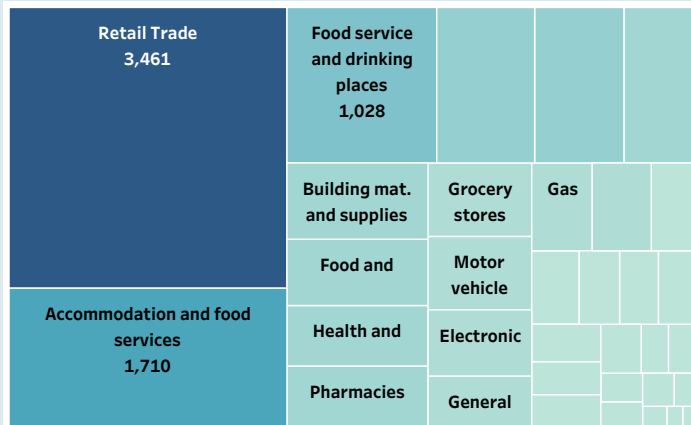 Retail Trade
3,461
Accommodation and food
services
1,710
Food service
and drinking
places
1,028
Building mat.
and supplies
Food and
Health and
Pharmacies
Grocery
stores
Motor
vehicle
Electronic
General
Gas